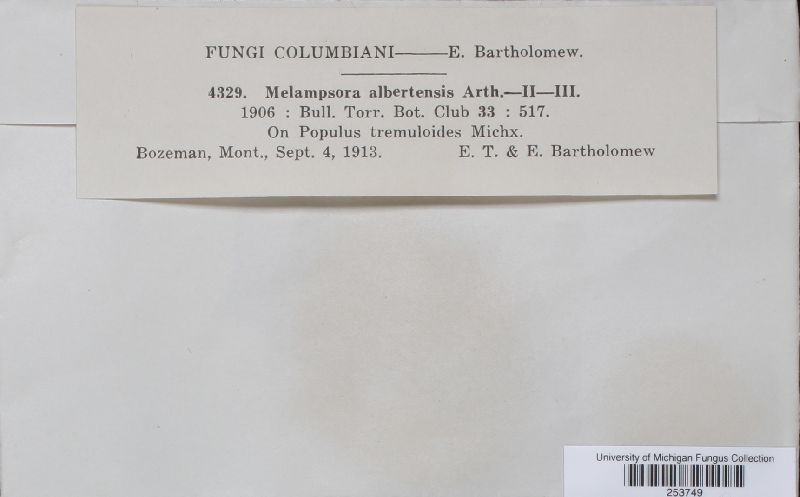 FUNGI COLUMBIANI———E. Bartholomew.
4329. Melampsora albertensis Arth.—II—III.
1906 : Bull. Torr. Bot. Club 33 : 517.
On Populus tremuloides Michx.
Bozeman, Mont., Sept. 4, 1913. E. T. & E. Bartholomew
University of Michigan Fungus Collection
253749